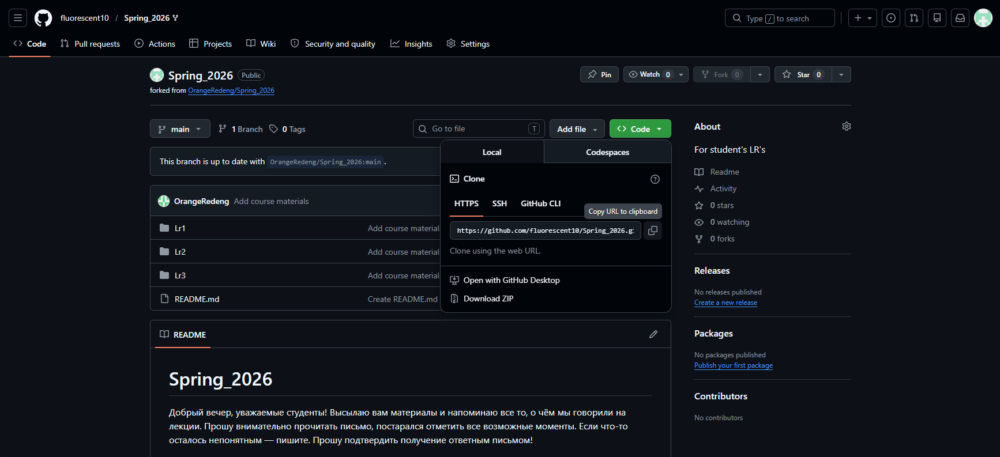 fluorescent10 / Spring_2026
Type / to search
Code Pull requests Actions Projects Wiki Security and quality Insights Settings
Spring_2026 Public
forked from OrangeRedeng/Spring_2026
Pin Watch 0 Fork 0 Star 0
main 1 Branch 0 Tags
Go to file T Add file Code
This branch is up to date with OrangeRedeng/Spring_2026:main .
OrangeRedeng Add course materials
Lr1 Add course material
Lr2 Add course material
Lr3 Add course material
README.md Create README.md
Local Codespaces
Clone
HTTPS SSH GitHub CLI
Copy URL to clipboard
https://github.com/fluorescent10/Spring_2026.gi
Clone using the web URL.
Open with GitHub Desktop
Download ZIP
README
Spring_2026
Добрый вечер, уважаемые студенты! Высылаю вам материалы и напоминаю все то, о чём мы говорили на
лекции. Прошу внимательно прочитать письмо, постарался отметить все возможные моменты. Если что-то
осталось непонятным — пишите. Прошу подтвердить получение ответным письмом!
About
For student's LR's
Readme
Activity
0 stars
0 watching
0 forks
Releases
No releases published
Create a new release
Packages
No packages published
Publish your first package
Contributors
No contributors